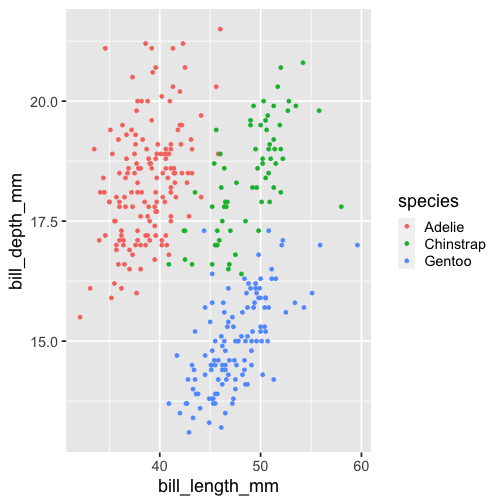 20.0
17.5
15.0
bill_depth_mm
40 50 60
bill_length_mm
species
Adelie
Chinstrap
Gentoo